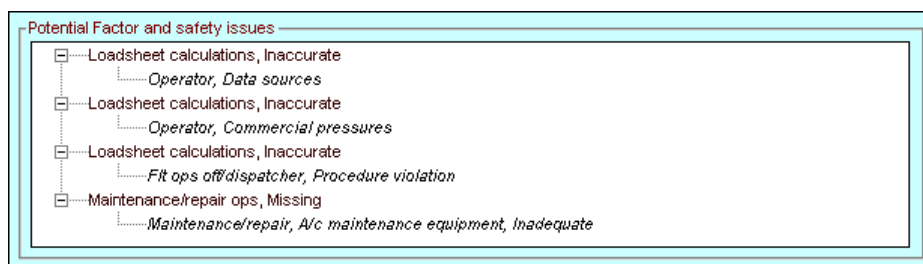 Potential Factor and safety issues
Loadsheet calculations, Inaccurate
Operator, Data sources
Loadsheet calculations, Inaccurate
Operator, Commercial pressures
Loadsheet calculations, Inaccurate
Flt ops off/dispatcher, Procedure violation
Maintenance/repair ops, Missing
Maintenance/repair, A/c maintenance equipment, Inadequate